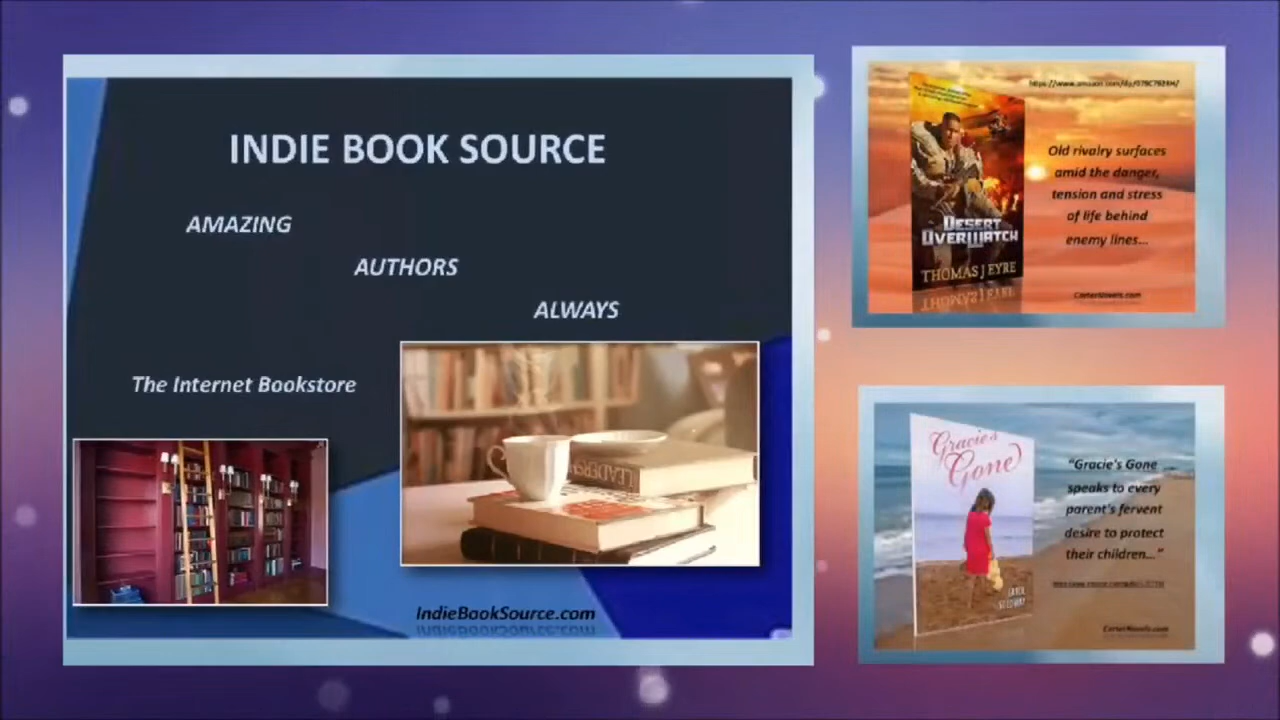 INDIE BOOK SOURCE
AMAZING
AUTHORS
ALWAYS
The Internet Bookstore
LEADERSHIP
IndieBookSource.com
Old rivalry surfaces
amid the danger,
tension and stress
of life behind
enemy lines...
DESERT
OVERWATCH
THOMAS J EYRE
CarterNovels.com
Gracie's
Gone
"Gracie's Gone
speaks to every
parent's fervent
desire to protect
their children..."
CarterNovels.com